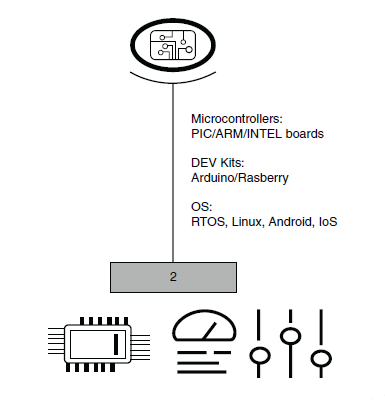 Microcontrollers:
PIC/ARM/INTEL boards
DEV Kits:
Arduino/Rasberry
OS:
RTOS, Linux, Android, IoS
2